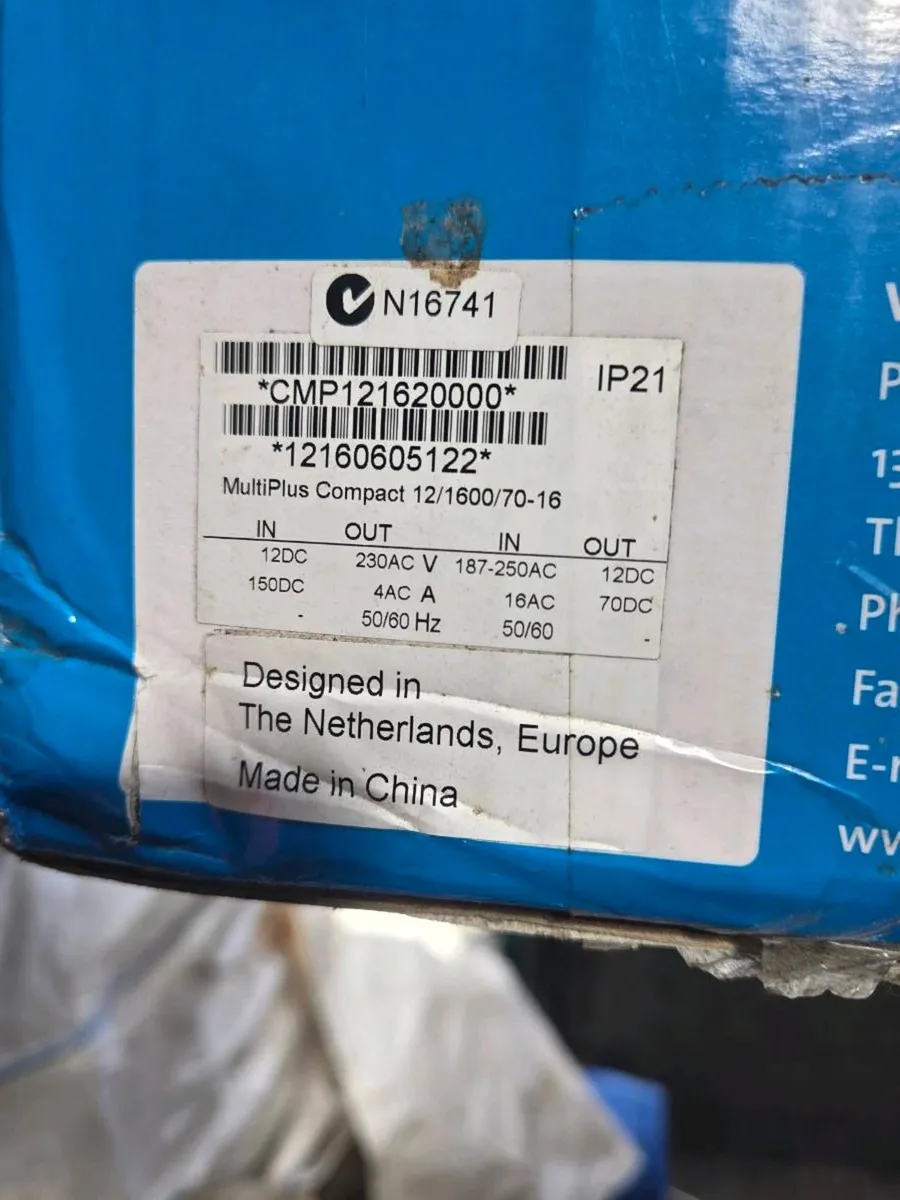 N16741
*CMP121620000*
IP21
*12160605122*
MultiPlus Compact 12/1600/70-16
IN OUT IN OUT
12DC 230AC V 187-250AC 12DC
150DC 4AC A 16AC 70DC
- 50/60 Hz 50/60 -
Designed in
The Netherlands, Europe
Made in China